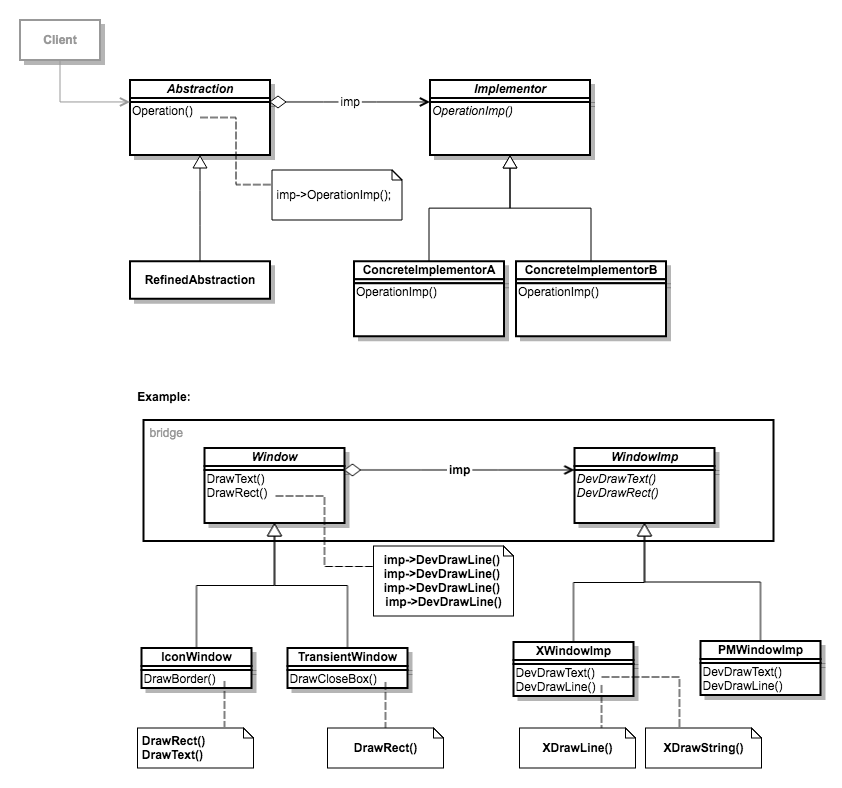 Client
Abstraction
Operation()
imp
Implementor
OperationImp()
imp->OperationImp();
RefinedAbstraction
ConcreteImplementorA
OperationImp()
ConcreteImplementorB
OperationImp()
Example:
bridge
Window
DrawText()
DrawRect()
imp
WindowImp
DevDrawText()
DevDrawRect()
imp->DevDrawLine()
imp->DevDrawLine()
imp->DevDrawLine()
imp->DevDrawLine()
IconWindow
DrawBorder()
TransientWindow
DrawCloseBox()
XWindowImp
DevDrawText()
DevDrawLine()
PMWindowImp
DevDrawText()
DevDrawLine()
DrawRect()
DrawText()
DrawRect()
XDrawLine()
XDrawString()